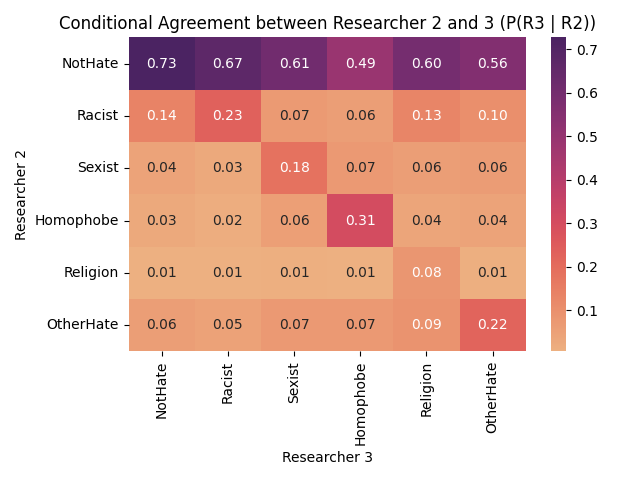 Conditional Agreement between Researcher 2 and 3 (P(R3 | R2))
NotHate 0.73 0.67 0.61 0.49 0.60 0.56
Racist 0.14 0.23 0.07 0.06 0.13 0.10
Sexist 0.04 0.03 0.18 0.07 0.06 0.06
Homophobe 0.03 0.02 0.06 0.31 0.04 0.04
Religion 0.01 0.01 0.01 0.01 0.08 0.01
OtherHate 0.06 0.05 0.07 0.07 0.09 0.22
Researcher 2
NotHate Racist Sexist Homophobe Religion OtherHate
Researcher 3
0.7
0.6
0.5
0.4
0.3
0.2
0.1